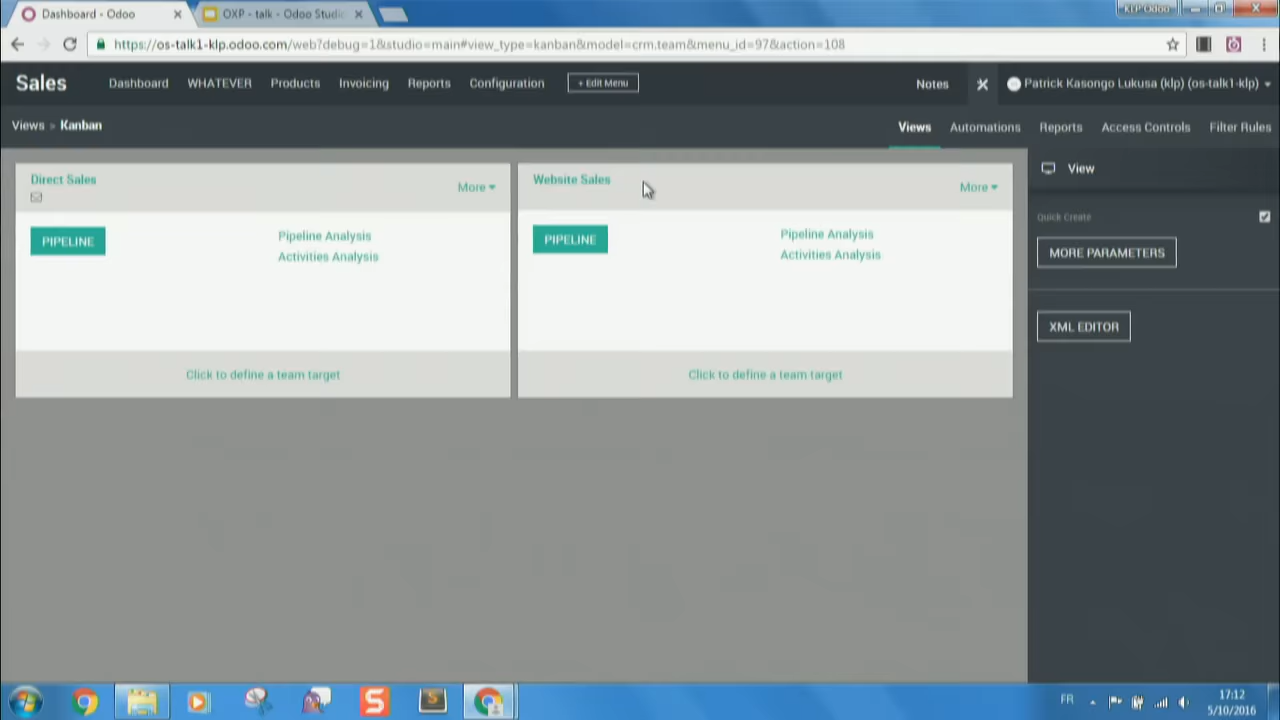 Dashboard - Odoo
OXP - talk - Odoo Studio
KLP Odoo
https://os-talk1-klp.odoo.com/web?debug=1&studio=main#view_type=kanban&model=crm.team&menu_id=97&action=108
Sales Dashboard WHATEVER Products Invoicing Reports Configuration + Edit Menu Notes Patrick Kasongo Lukusa (klp) (os-talk1-klp)
Views » Kanban Views Automations Reports Access Controls Filter Rules
Direct Sales More
Website Sales More
View
Quick Create
MORE PARAMETERS
XML EDITOR
PIPELINE Pipeline Analysis
Activities Analysis
PIPELINE Pipeline Analysis
Activities Analysis
Click to define a team target
Click to define a team target
FR
17:12
5/10/2016